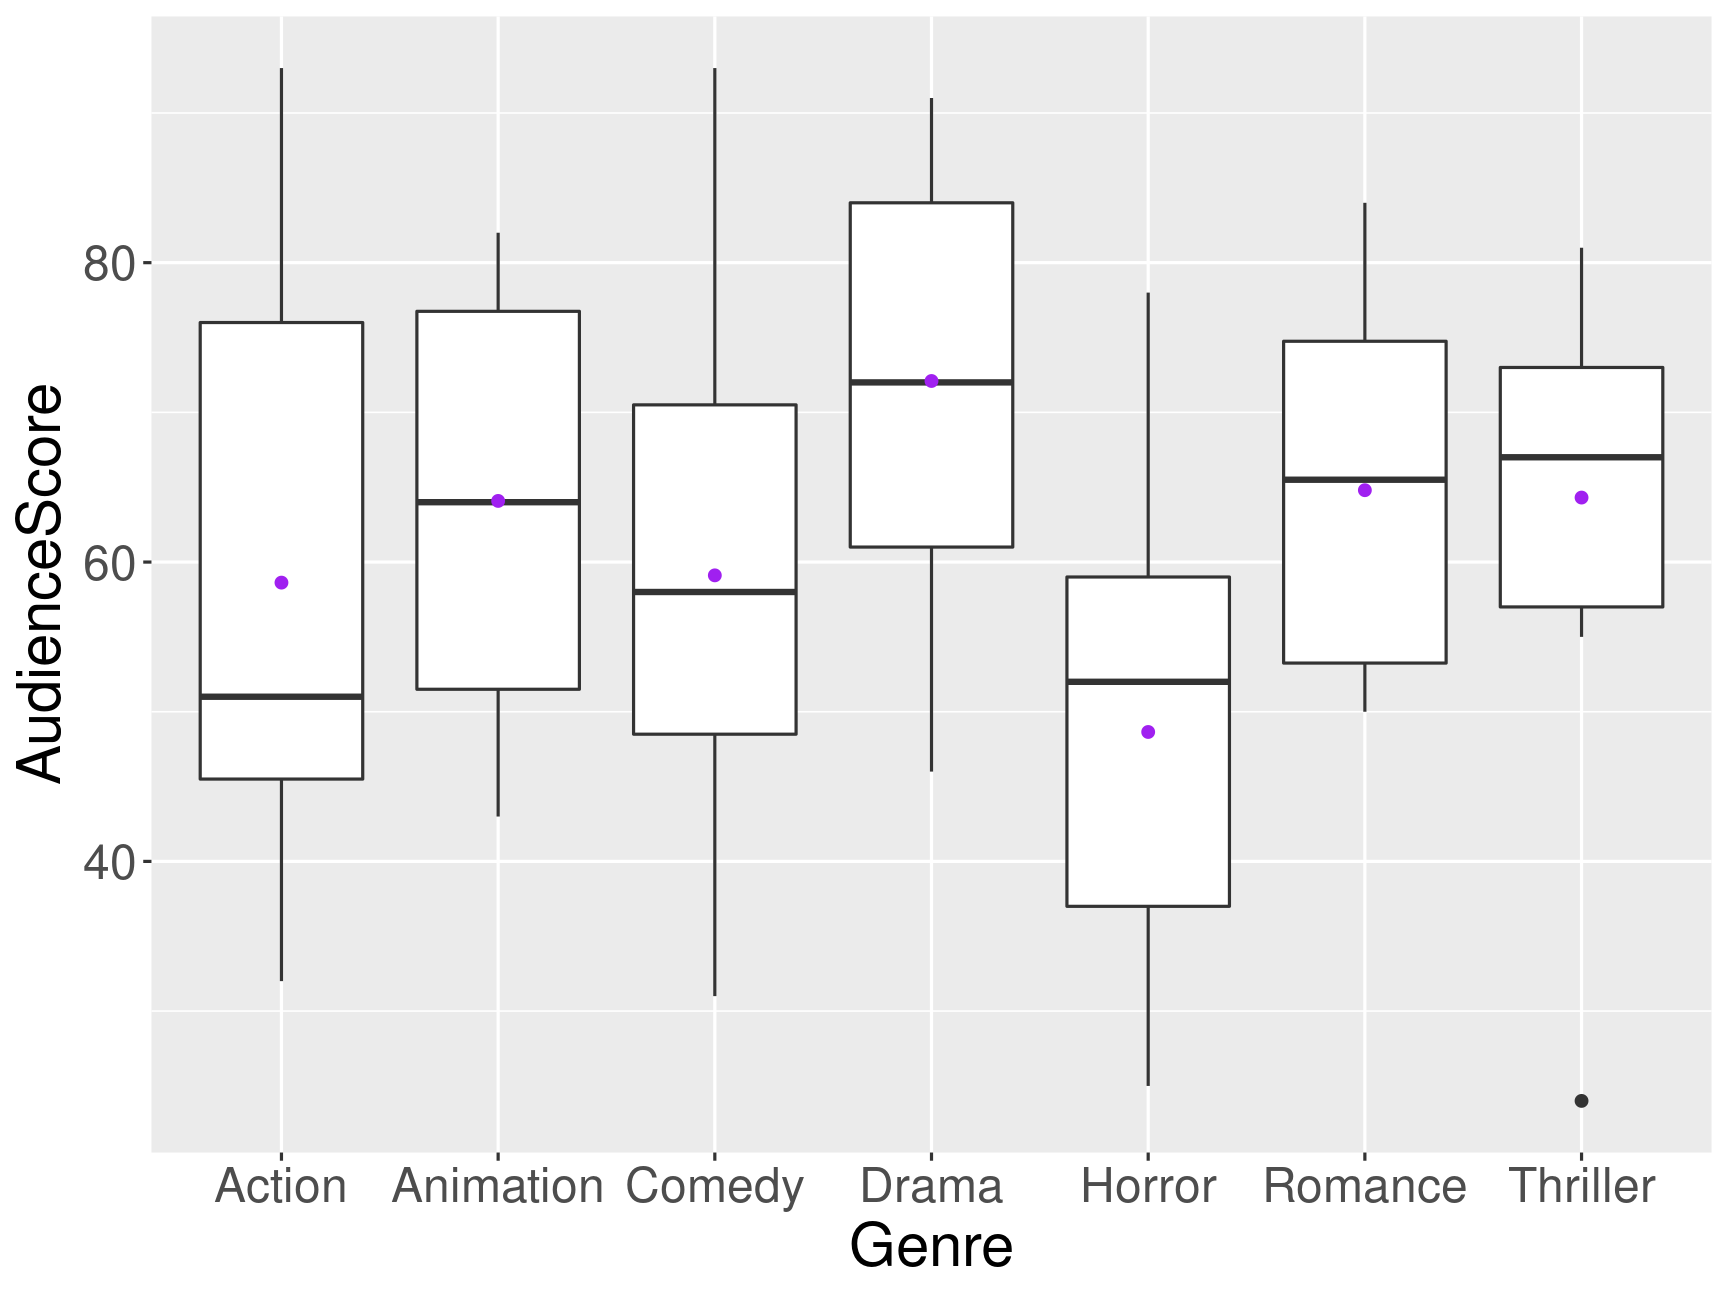 AudienceScore
80
60
40
Action Animation Comedy Drama Horror Romance Thriller
Genre